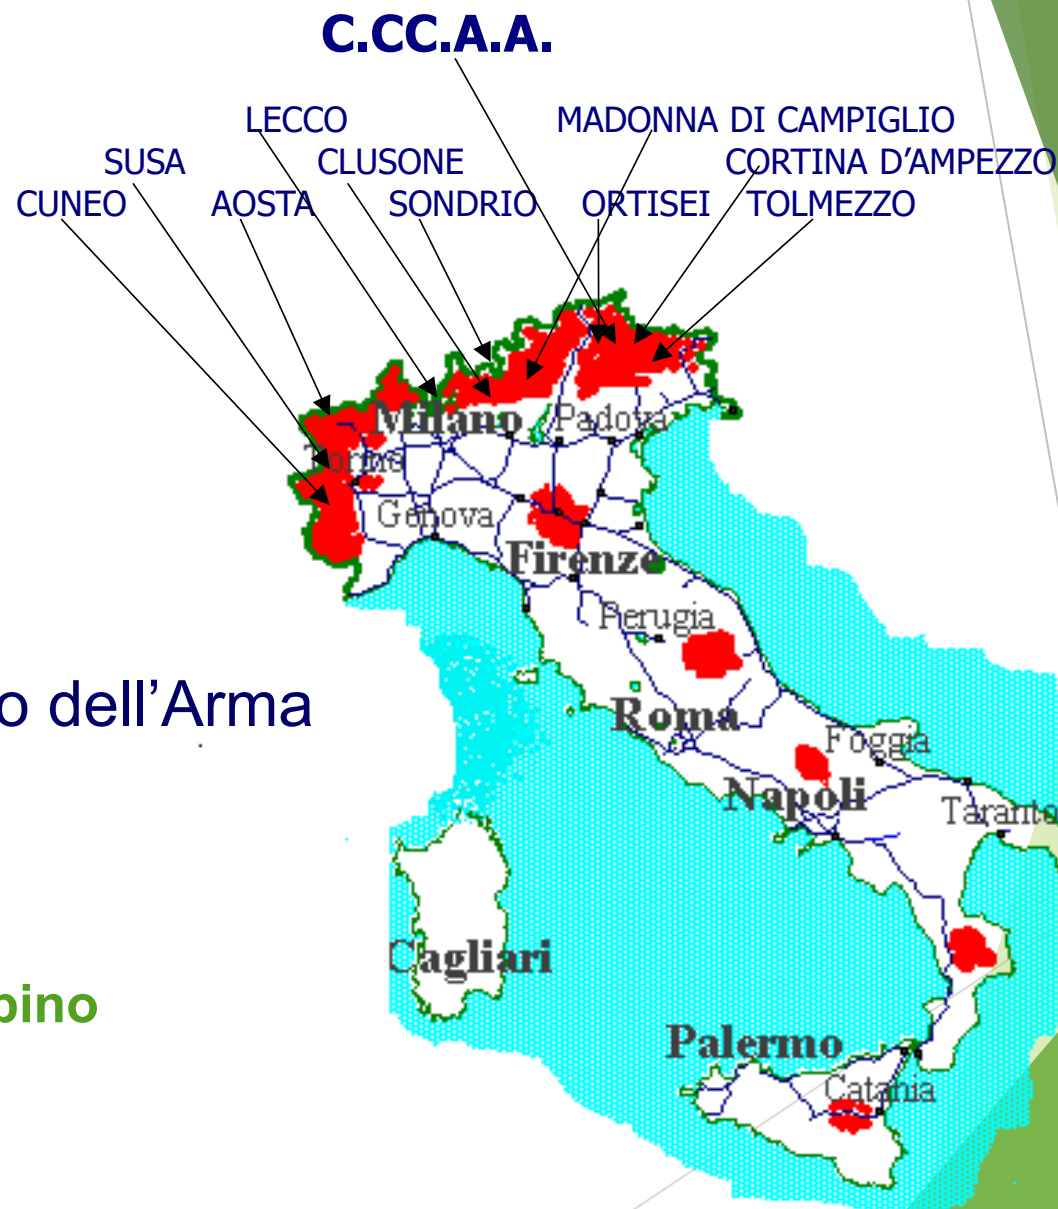 C.CC.A.A.
LECCO MADONNA DI CAMPIGLIO
SUSA CLUSONE CORTINA D'AMPEZZO
CUNEO AOSTA SONDRIO ORTISEI TOLMEZZO
Milano Padova
Torino
Genova
Firenze
Perugia
o dell’Arma
Roma
Foggia
Napoli
Taranto
Cagliari
pino
Palermo
Catania